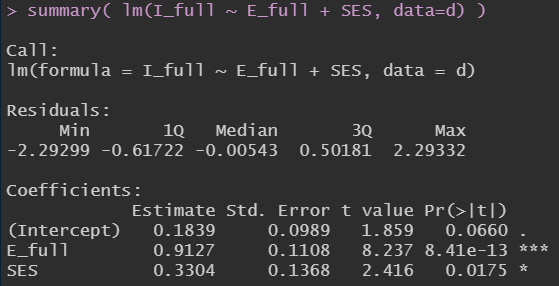 > summary( lm(I_full ~ E_full + SES, data=d) )
Call:
lm(formula = I_full ~ E_full + SES, data = d)
Residuals:
     Min       1Q   Median       3Q      Max
-2.29299 -0.61722 -0.00543  0.50181  2.29332
Coefficients:
            Estimate Std. Error t value Pr(>|t|)
(Intercept)   0.1839     0.0989   1.859   0.0660 .
E_full        0.9127     0.1108   8.237 8.41e-13 ***
SES           0.3304     0.1368   2.416   0.0175 *